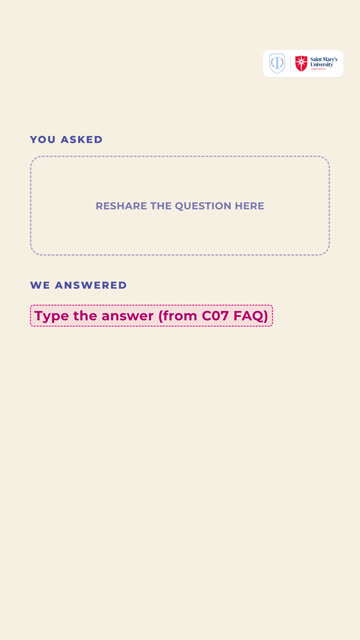 Saint Mary's
University
YOU ASKED
RESHARE THE QUESTION HERE
WE ANSWERED
Type the answer (from C07 FAQ)